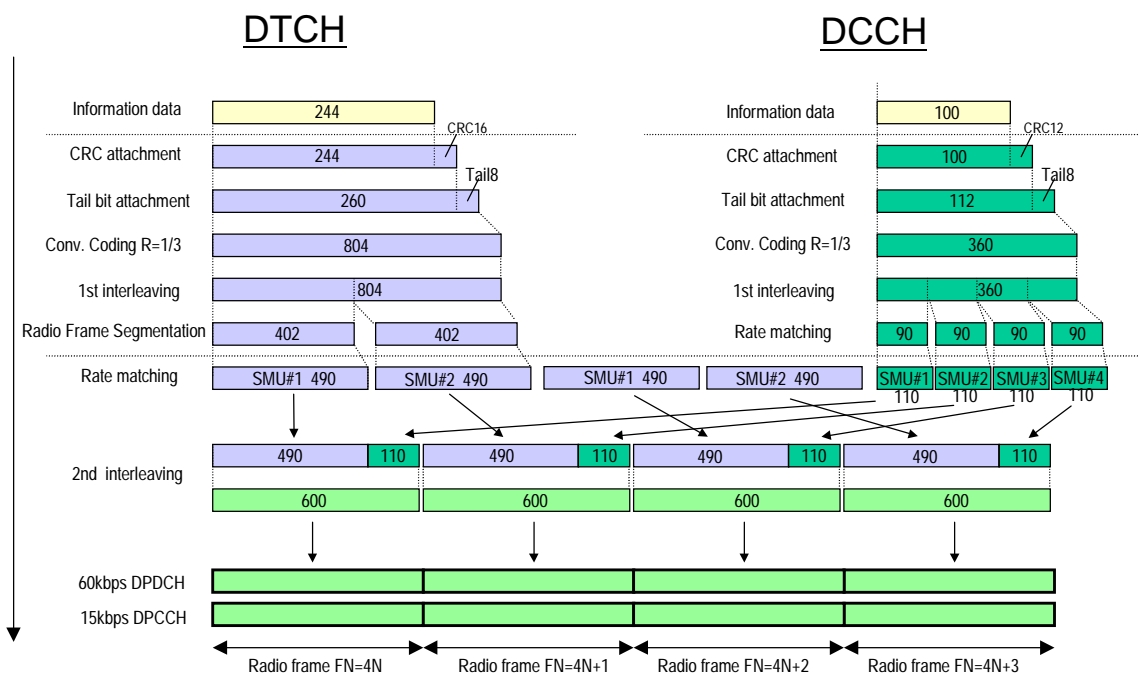 DTCH DCCH
Information data 244 Information data 100
CRC16 CRC12
CRC attachment 244 CRC attachment 100
Tail8 Tail8
Tail bit attachment 260 Tail bit attachment 112
Conv. Coding R=1/3 804 Conv. Coding R=1/3 360
1st interleaving 804 1st interleaving 360
Radio Frame Segmentation 402 402 Rate matching 90 90 90 90
Rate matching SMU#1 490 SMU#2 490 SMU#1 490 SMU#2 490 SMU#1 SMU#2 SMU#3 SMU#4
110 110 110 110
490 110 490 110 490 110 490 110
2nd interleaving
600 600 600 600
60kbps DPDCH
15kbps DPCCH
Radio frame FN=4N Radio frame FN=4N+1 Radio frame FN=4N+2 Radio frame FN=4N+3